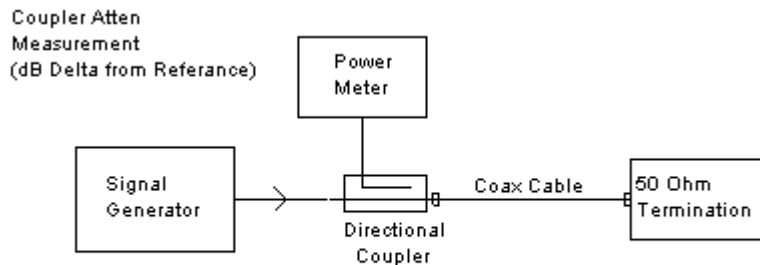 Coupler Atten
Measurement
(dB Delta from Referance)
Power
Meter
Signal
Generator
Coax Cable
50 Ohm
Termination
Directional
Coupler